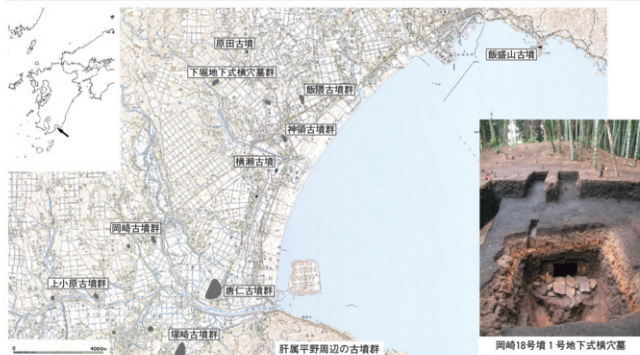 原田古墳
飯盛山古墳
下堀地下式横穴墓群
飯隈古墳群
神領古墳群
横瀬古墳
岡崎古墳群
上小原古墳群
唐仁古墳群
塚崎古墳群
0 4000m
肝属平野周辺の古墳群
岡崎18号墳1号地下式横穴墓